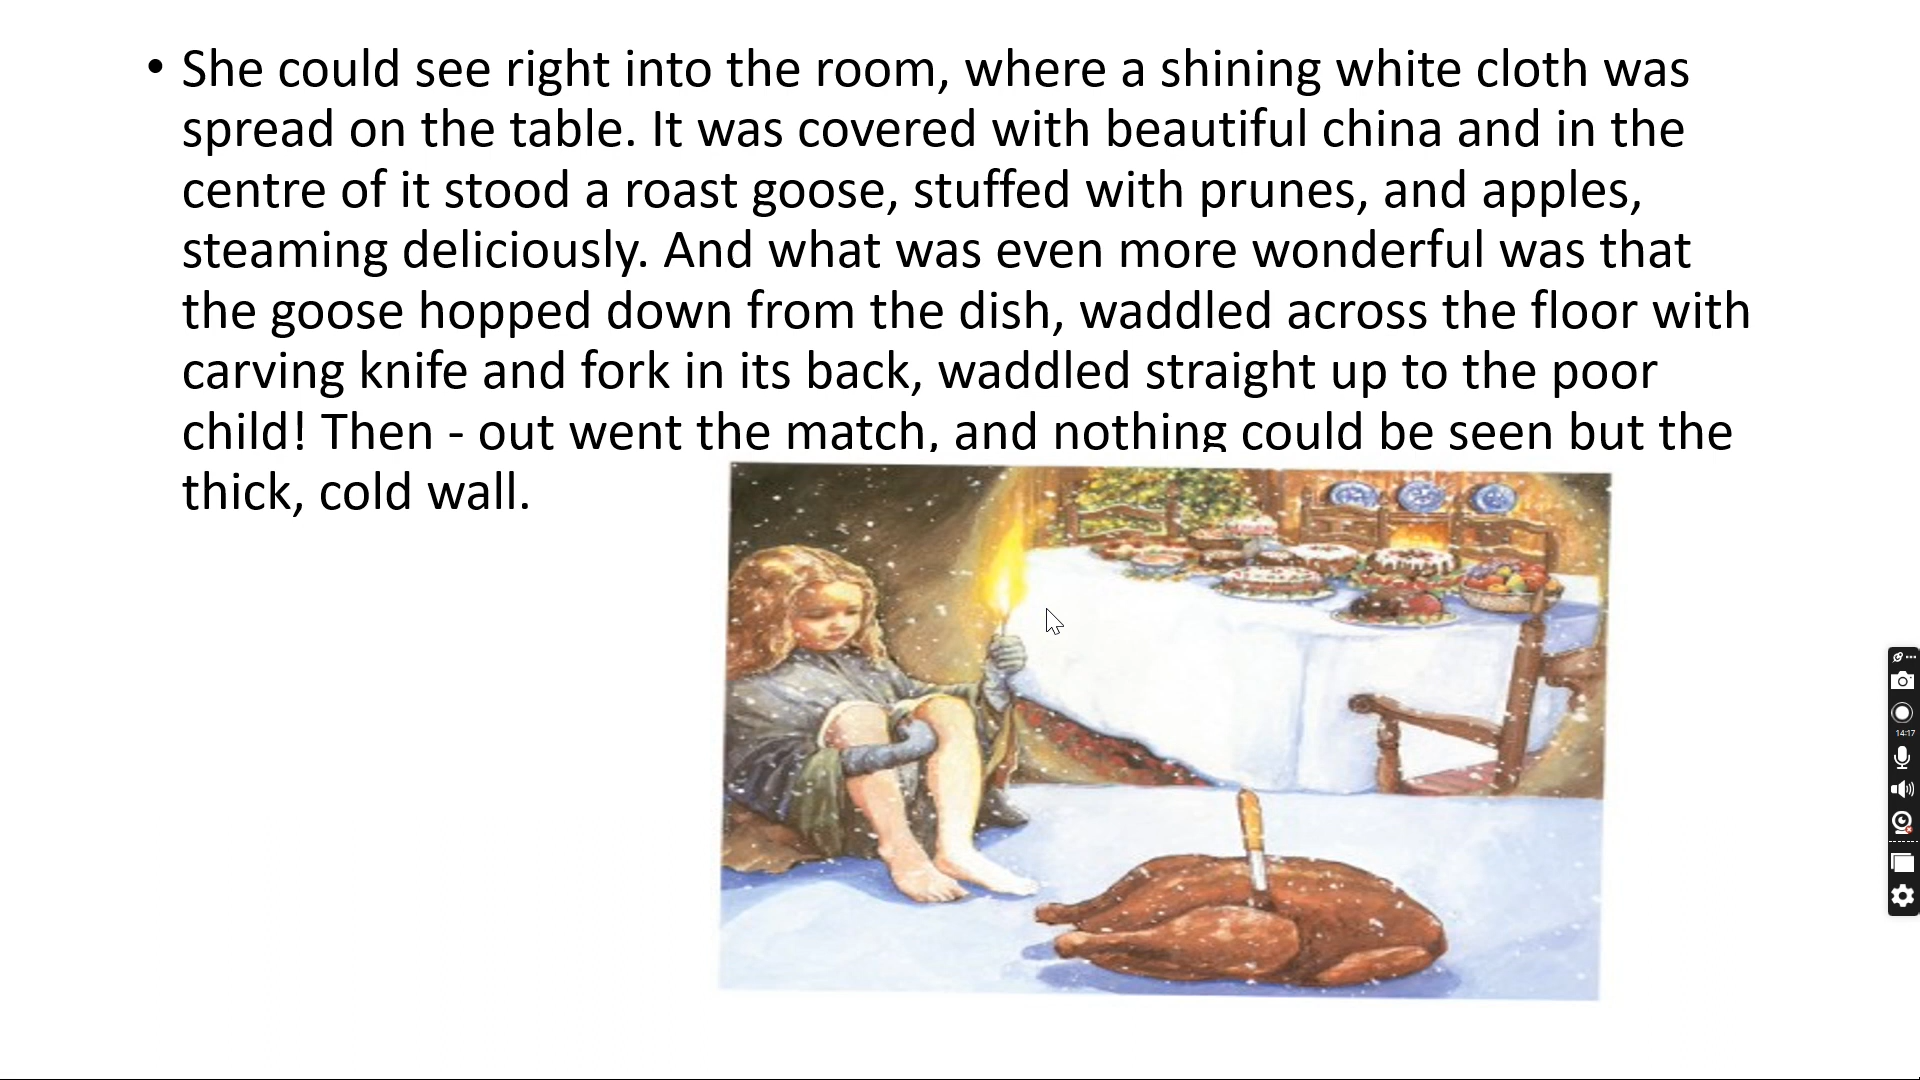 • She could see right into the room, where a shining white cloth was
spread on the table. It was covered with beautiful china and in the
centre of it stood a roast goose, stuffed with prunes, and apples,
steaming deliciously. And what was even more wonderful was that
the goose hopped down from the dish, waddled across the floor with
carving knife and fork in its back, waddled straight up to the poor
child! Then - out went the match, and nothing could be seen but the
thick, cold wall.
14:17